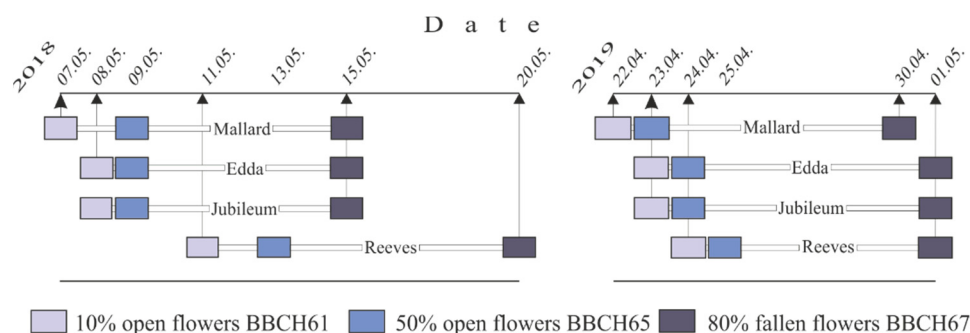 D a t e
2018 07.05. 08.05. 09.05. 11.05. 13.05. 15.05. 20.05.
2019 22.04. 23.04. 24.04. 25.04. 30.04. 01.05.
Mallard Mallard
Edda Edda
Jubileum Jubileum
Reeves Reeves
10% open flowers BBCH61 50% open flowers BBCH65 80% fallen flowers BBCH67